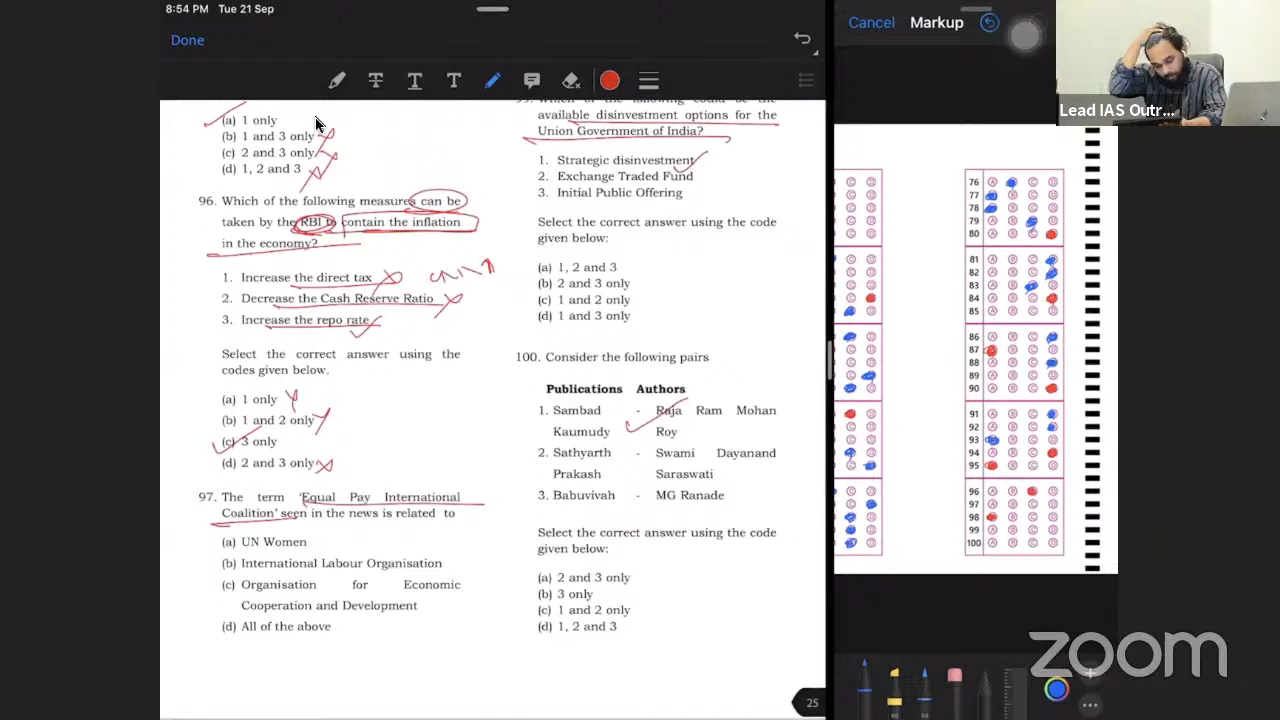 8:54 PM Tue 21 Sep
Done
(a) 1 only
(b) 1 and 3 only
(c) 2 and 3 only
(d) 1, 2 and 3
96. Which of the following measures can be
taken by the RBI to contain the inflation
in the economy?
1. Increase the direct tax
2. Decrease the Cash Reserve Ratio
3. Increase the repo rate
Select the correct answer using the
codes given below.
(a) 1 only
(b) 1 and 2 only
(c) 3 only
(d) 2 and 3 only
97. The term 'Equal Pay International
Coalition' seen in the news is related to
(a) UN Women
(b) International Labour Organisation
(c) Organisation for Economic
Cooperation and Development
(d) All of the above
99. Which of the following could be the
available disinvestment options for the
Union Government of India?
1. Strategic disinvestment
2. Exchange Traded Fund
3. Initial Public Offering
Select the correct answer using the code
given below:
(a) 1, 2 and 3
(b) 2 and 3 only
(c) 1 and 2 only
(d) 1 and 3 only
100. Consider the following pairs
Publications Authors
1. Sambad - Raja Ram Mohan
Kaumudy Roy
2. Sathyarth - Swami Dayanand
Prakash Saraswati
3. Babuvivah - MG Ranade
Select the correct answer using the code
given below:
(a) 2 and 3 only
(b) 3 only
(c) 1 and 2 only
(d) 1, 2 and 3
25
Cancel Markup
Lead IAS Outr...
76
77
78
79
80
81
82
83
84
85
86
87
88
89
90
91
92
93
94
95
96
97
98
99
100
zoom